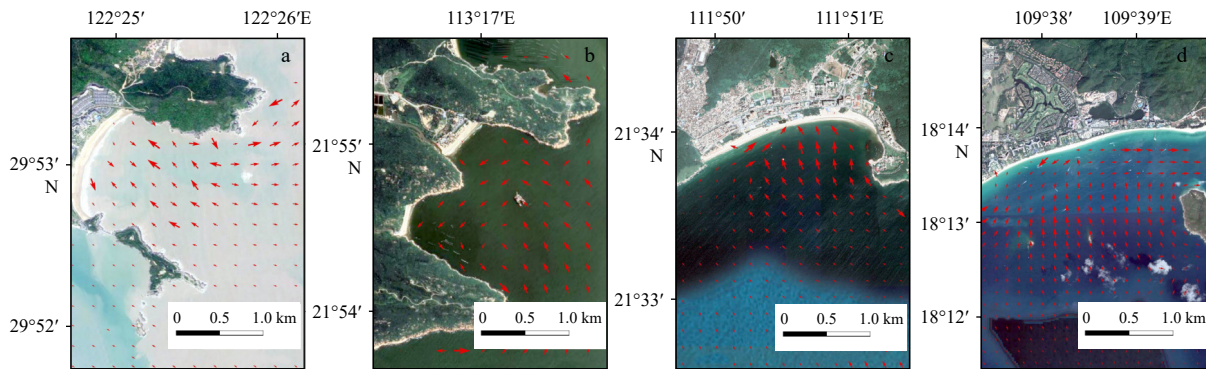 122°25′ 122°26′E
a
29°53′
N
29°52′
0 0.5 1.0 km
113°17′E
b
21°55′
N
21°54′
0 0.5 1.0 km
111°50′ 111°51′E
c
21°34′
N
21°33′
0 0.5 1.0 km
109°38′ 109°39′E
d
18°14′
N
18°13′
18°12′
0 0.5 1.0 km